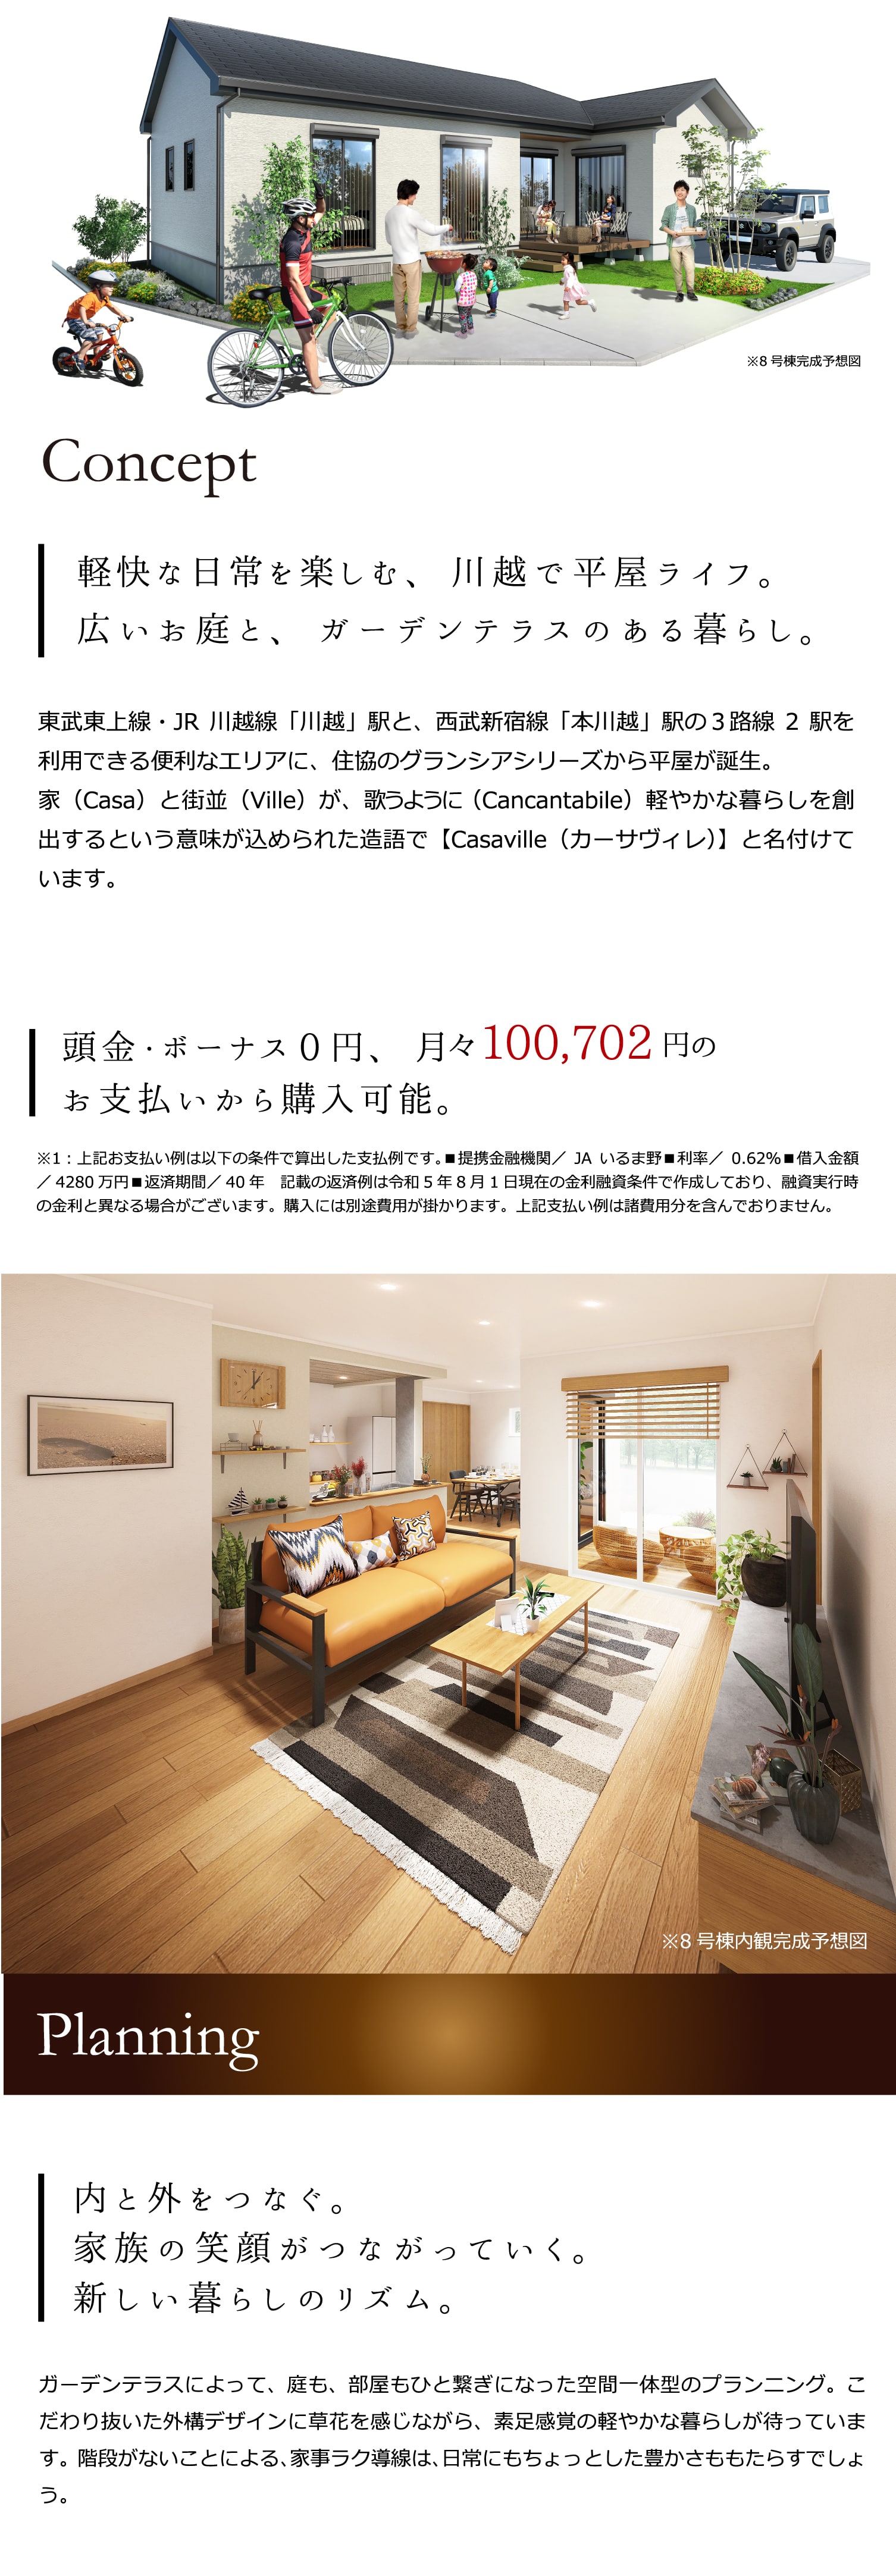 ※8 号棟完成予想図
Concept
軽快な日常を楽しむ、川越で平屋ライフ。
広いお庭と、ガーデンテラスのある暮らし。
東武東上線・JR 川越線「川越」駅と、西武新宿線「本川越」駅の３路線 2 駅を
利用できる便利なエリアに、住協のグランシアシリーズから平屋が誕生。
家（Casa）と街並（Ville）が、歌うように（Cancantabile）軽やかな暮らしを創
出するという意味が込められた造語で【Casaville（カーサヴィレ）】と名付けて
います。
頭金・ボーナス０円、月々100,702 円の
お支払いから購入可能。
※1：上記お支払い例は以下の条件で算出した支払例です。■提携金融機関／ JA いるま野■利率／ 0.62%■借入金額
／ 4280 万円■返済期間／ 40 年　記載の返済例は令和 5 年 8 月 1 日現在の金利融資条件で作成しており、融資実行時
の金利と異なる場合がございます。購入には別途費用が掛かります。上記支払い例は諸費用分を含んでおりません。
※8 号棟内観完成予想図
Planning
内と外をつなぐ。
家族の笑顔がつながっていく。
新しい暮らしのリズム。
ガーデンテラスによって、庭も、部屋もひと繋ぎになった空間一体型のプランニング。こ
だわり抜いた外構デザインに草花を感じながら、素足感覚の軽やかな暮らしが待っていま
す。階段がないことによる、家事ラク導線は、日常にもちょっとした豊かさももたらすでしょ
う。